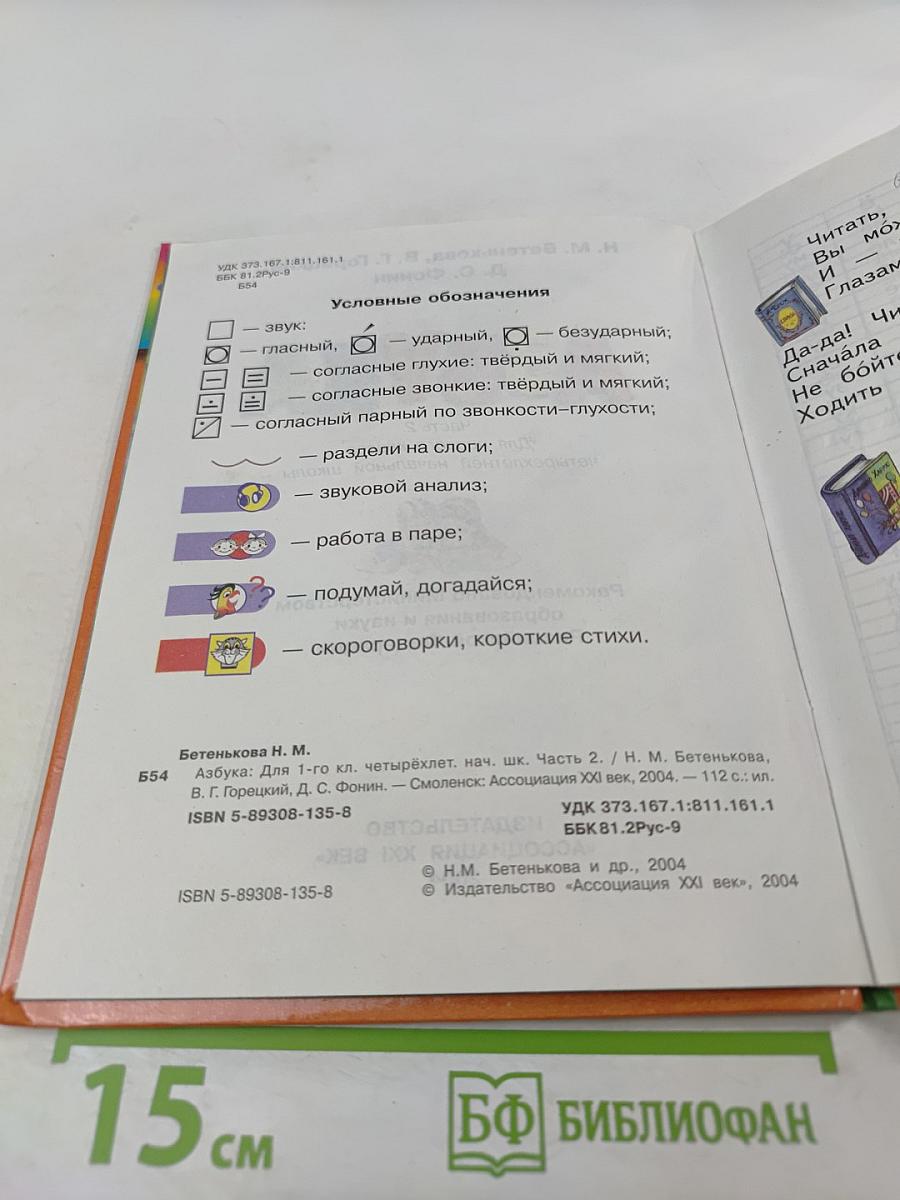 УДК 373.167.1:811.161.1
ББК 81.2Рус-9
Б54
Условные обозначения
— звук:
— гласный, — ударный, — безударный;
— согласные глухие: твёрдый и мягкий;
— согласные звонкие: твёрдый и мягкий;
— согласный парный по звонкости–глухости;
— раздели на слоги;
— звуковой анализ;
— работа в паре;
— подумай, догадайся;
— скороговорки, короткие стихи.
Бетенькова Н. М.
Б54 Азбука: Для 1-го кл. четырёхлет. нач. шк. Часть 2. / Н. М. Бетенькова,
В. Г. Горецкий, Д. С. Фонин. — Смоленск: Ассоциация XXI век, 2004. — 112 с.: ил.
ISBN 5-89308-135-8
УДК 373.167.1:811.161.1
ББК 81.2Рус-9
© Н.М. Бетенькова и др., 2004
ISBN 5-89308-135-8
© Издательство «Ассоциация XXI век», 2004
Читать,
Вы
И —
Да-да!
Снача́ла
Не
Ходить
15 см
БФ БИБЛИОФАН